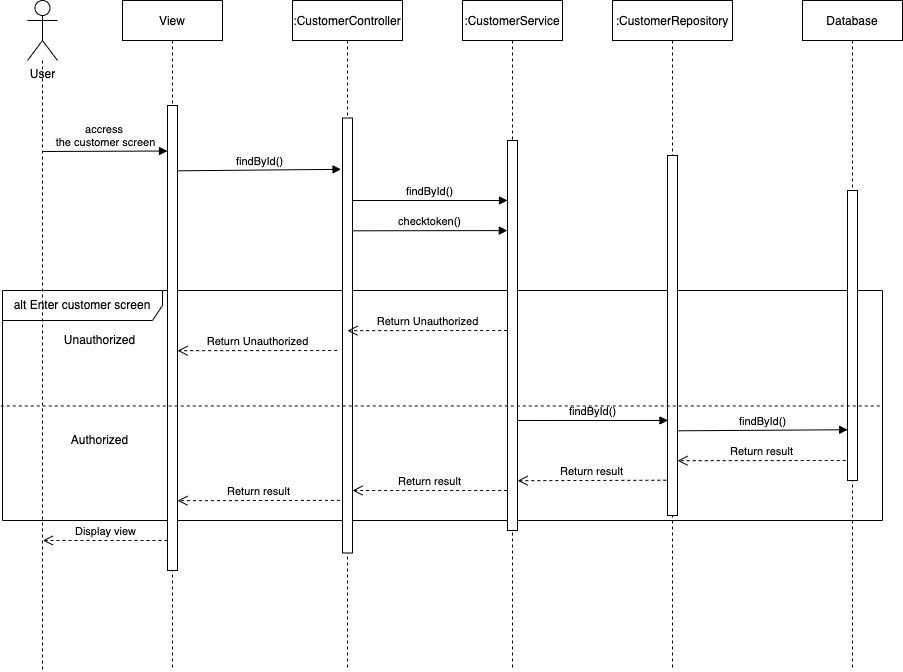 View
:CustomerController
:CustomerService
:CustomerRepository
Database
User
accress
the customer screen
findById()
findById()
checktoken()
alt Enter customer screen
Return Unauthorized
Unauthorized
Return Unauthorized
findById()
findById()
Authorized
Return result
Return result
Return result
Return result
Display view